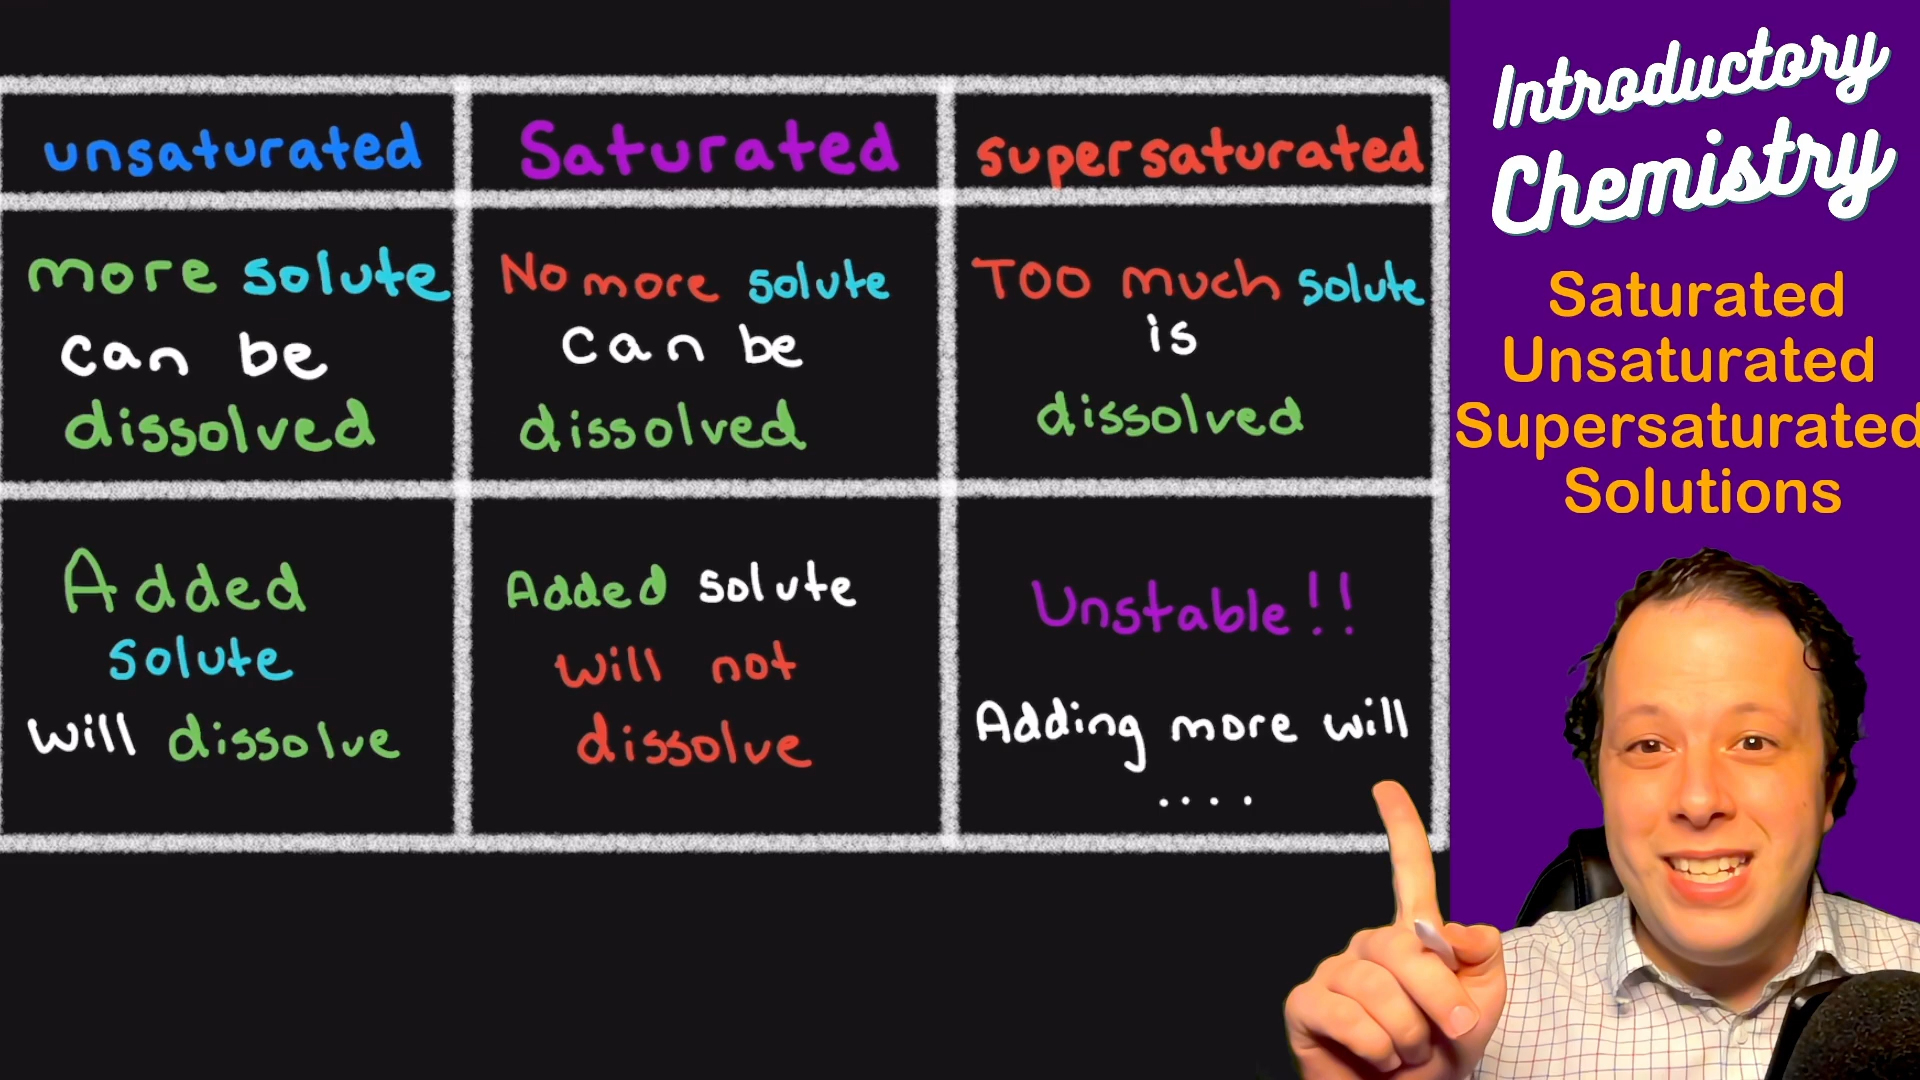 unsaturated
Saturated
supersaturated
more solute
can be
dissolved
No more solute
can be
dissolved
Too much solute
is
dissolved
Added
solute
will dissolve
Added solute
will not
dissolve
Unstable!!
Adding more will
....
Introductory
Chemistry
Saturated
Unsaturated
Supersaturated
Solutions